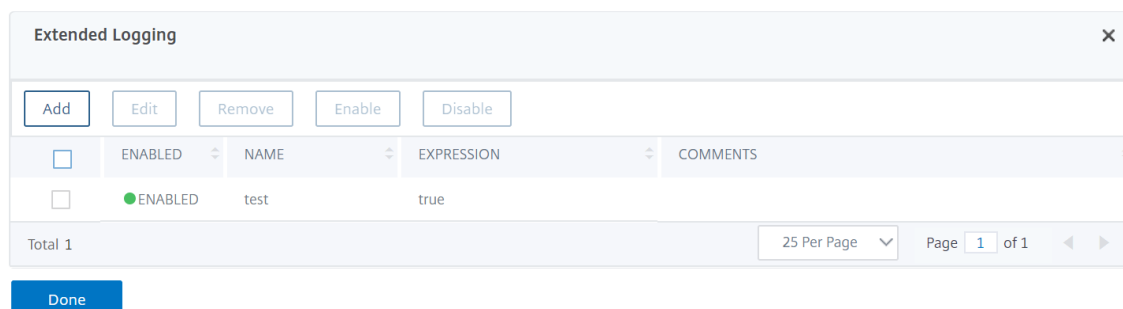 Extended Logging
Add Edit Remove Enable Disable
ENABLED NAME EXPRESSION COMMENTS
ENABLED test true
Total 1 25 Per Page Page 1 of 1
Done